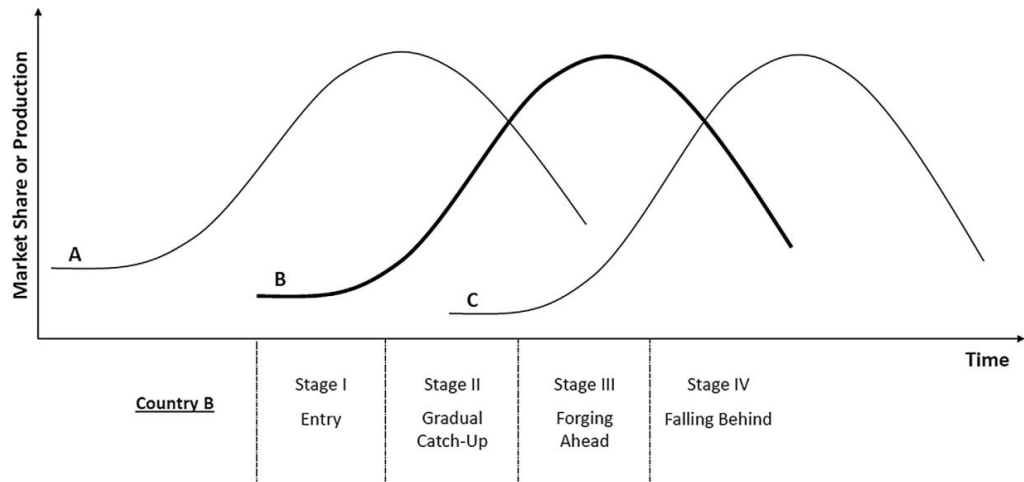 Market Share or Production
A
B
C
Time
Country B
Stage I
Entry
Stage II
Gradual
Catch-Up
Stage III
Forging
Ahead
Stage IV
Falling Behind